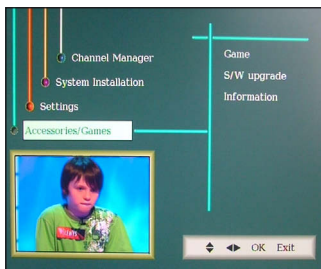 Channel Manager
System Installation
Settings
Accessories/Games
Game
S/W upgrade
Information
OK Exit